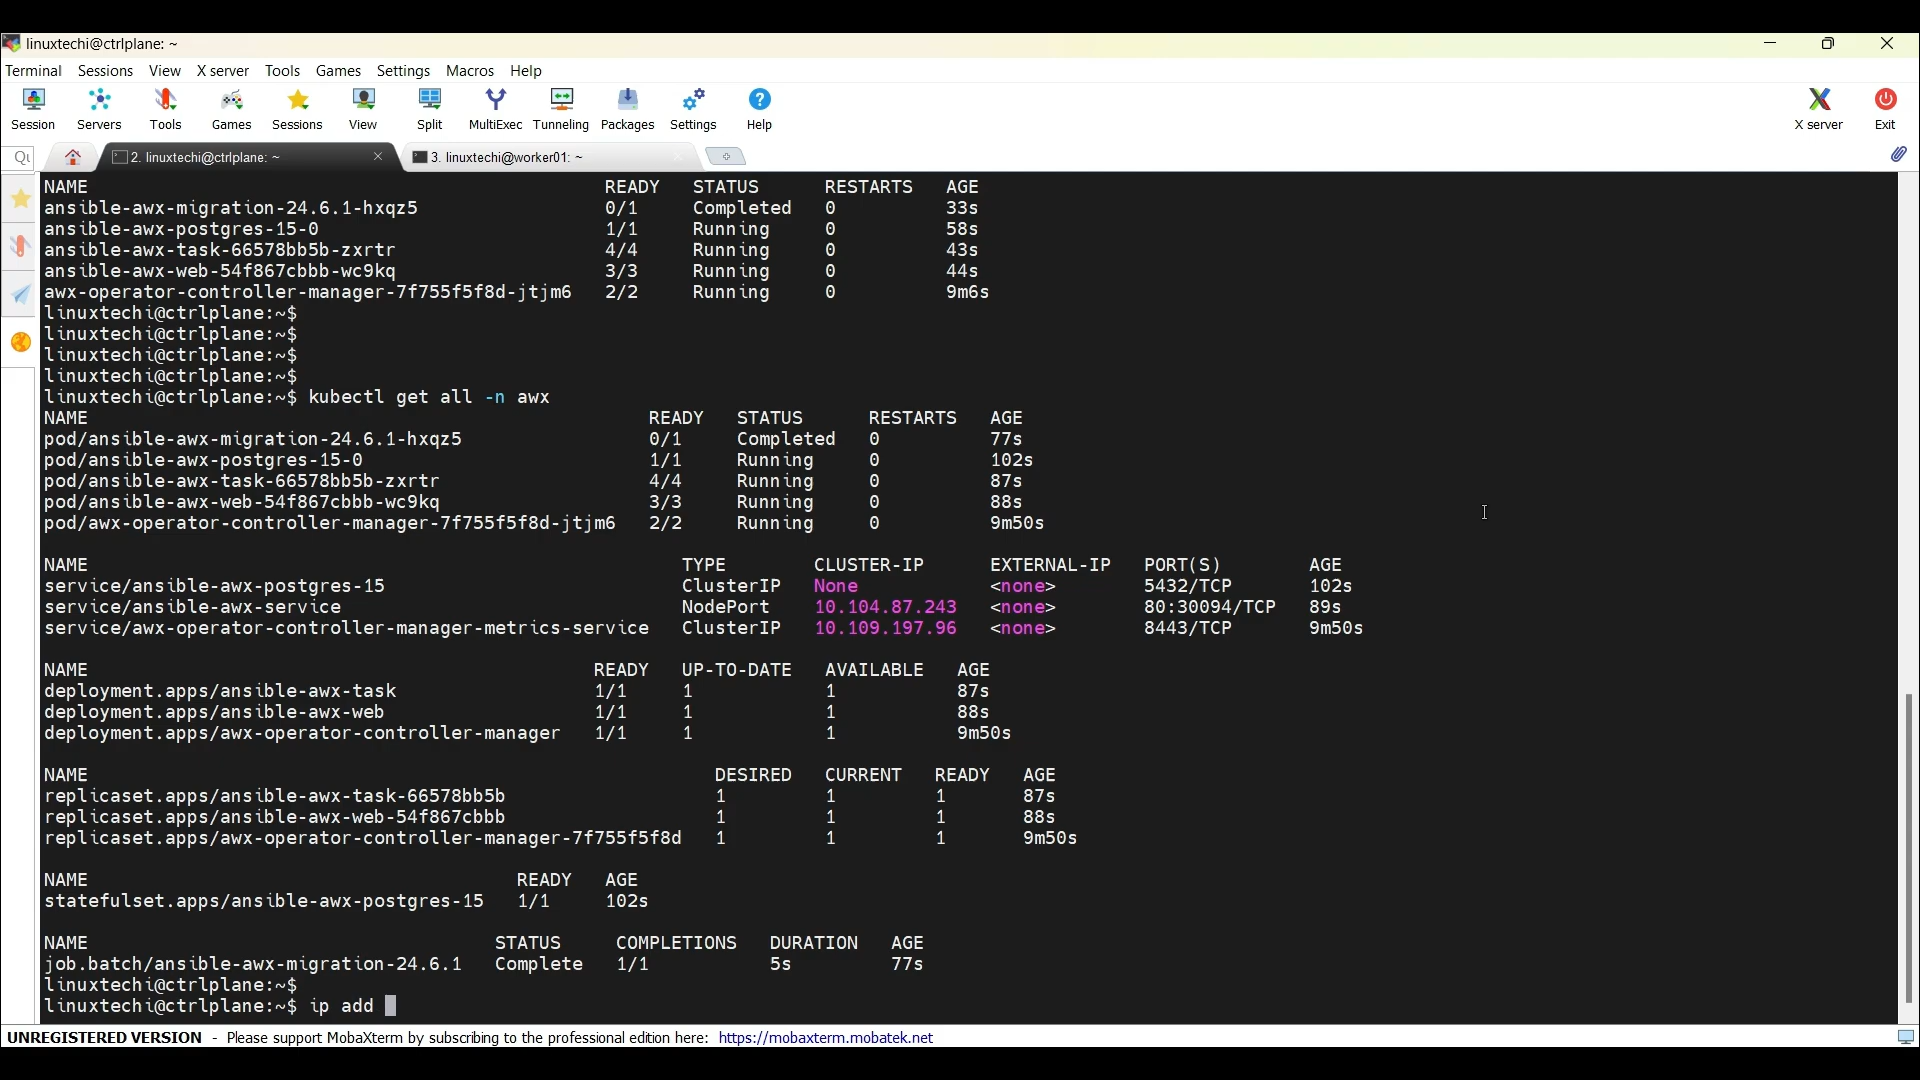 linuxtechi@ctrlplane: ~
Terminal Sessions View X server Tools Games Settings Macros Help
Session Servers Tools Games Sessions View Split MultiExec Tunneling Packages Settings Help X server Exit
2. linuxtechi@ctrlplane: ~ 3. linuxtechi@worker01: ~
NAME READY STATUS RESTARTS AGE
ansible-awx-migration-24.6.1-hxqz5 0/1 Completed 0 33s
ansible-awx-postgres-15-0 1/1 Running 0 58s
ansible-awx-task-66578bb5b-zxrtr 4/4 Running 0 43s
ansible-awx-web-54f867cbbb-wc9kq 3/3 Running 0 44s
awx-operator-controller-manager-7f755f5f8d-jtjm6 2/2 Running 0 9m6s
linuxtechi@ctrlplane:~$
linuxtechi@ctrlplane:~$
linuxtechi@ctrlplane:~$
linuxtechi@ctrlplane:~$
linuxtechi@ctrlplane:~$ kubectl get all -n awx
NAME READY STATUS RESTARTS AGE
pod/ansible-awx-migration-24.6.1-hxqz5 0/1 Completed 0 77s
pod/ansible-awx-postgres-15-0 1/1 Running 0 102s
pod/ansible-awx-task-66578bb5b-zxrtr 4/4 Running 0 87s
pod/ansible-awx-web-54f867cbbb-wc9kq 3/3 Running 0 88s
pod/awx-operator-controller-manager-7f755f5f8d-jtjm6 2/2 Running 0 9m50s
NAME TYPE CLUSTER-IP EXTERNAL-IP PORT(S) AGE
service/ansible-awx-postgres-15 ClusterIP None <none> 5432/TCP 102s
service/ansible-awx-service NodePort 10.104.87.243 <none> 80:30094/TCP 89s
service/awx-operator-controller-manager-metrics-service ClusterIP 10.109.197.96 <none> 8443/TCP 9m50s
NAME READY UP-TO-DATE AVAILABLE AGE
deployment.apps/ansible-awx-task 1/1 1 1 87s
deployment.apps/ansible-awx-web 1/1 1 1 88s
deployment.apps/awx-operator-controller-manager 1/1 1 1 9m50s
NAME DESIRED CURRENT READY AGE
replicaset.apps/ansible-awx-task-66578bb5b 1 1 1 87s
replicaset.apps/ansible-awx-web-54f867cbbb 1 1 1 88s
replicaset.apps/awx-operator-controller-manager-7f755f5f8d 1 1 1 9m50s
NAME READY AGE
statefulset.apps/ansible-awx-postgres-15 1/1 102s
NAME STATUS COMPLETIONS DURATION AGE
job.batch/ansible-awx-migration-24.6.1 Complete 1/1 5s 77s
linuxtechi@ctrlplane:~$
linuxtechi@ctrlplane:~$ ip add
UNREGISTERED VERSION - Please support MobaXterm by subscribing to the professional edition here: https://mobaxterm.mobatek.net